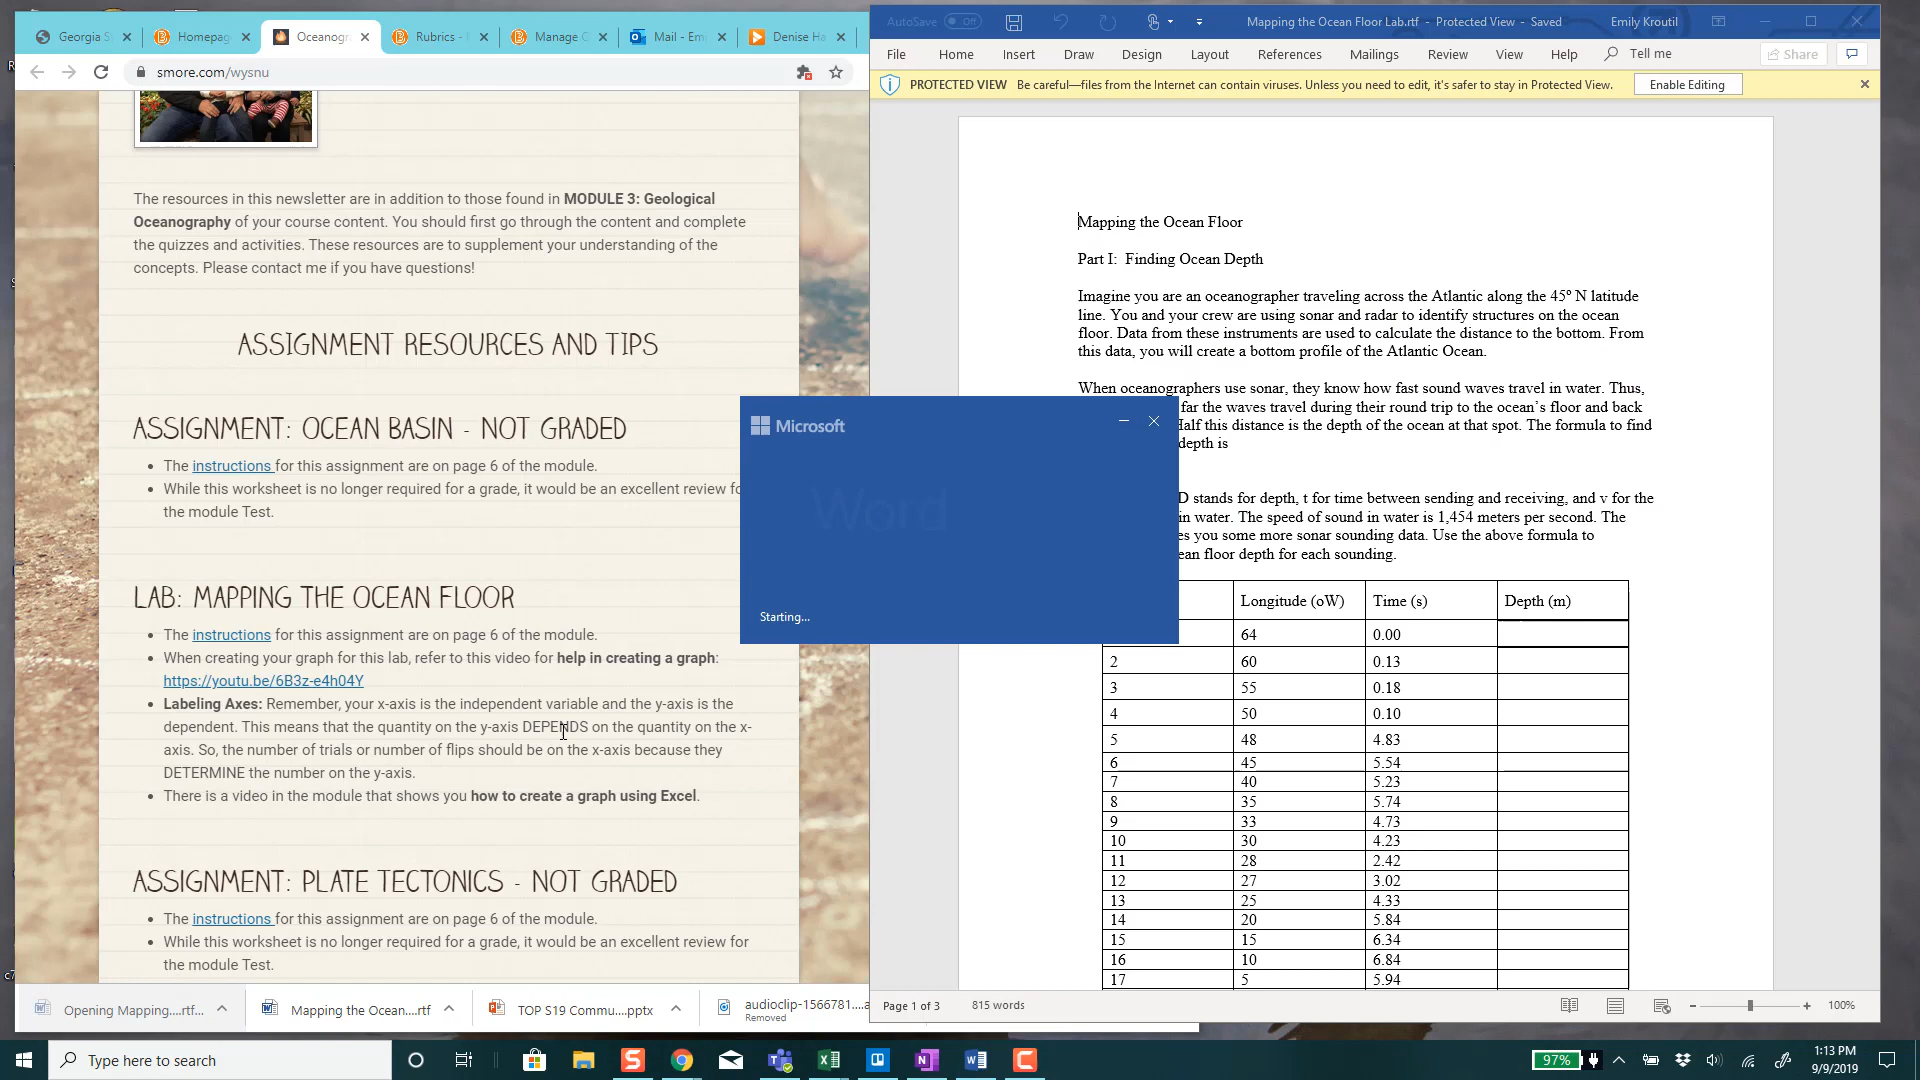 Georgia S
Homepag
Oceanogr
Rubrics -
Manage C
Mail - Em
Denise Ha
smore.com/wysnu
The resources in this newsletter are in addition to those found in MODULE 3: Geological
Oceanography of your course content. You should first go through the content and complete
the quizzes and activities. These resources are to supplement your understanding of the
concepts. Please contact me if you have questions!
ASSIGNMENT RESOURCES AND TIPS
ASSIGNMENT: OCEAN BASIN - NOT GRADED
The instructions for this assignment are on page 6 of the module.
While this worksheet is no longer required for a grade, it would be an excellent review fo
the module Test.
LAB: MAPPING THE OCEAN FLOOR
The instructions for this assignment are on page 6 of the module.
When creating your graph for this lab, refer to this video for help in creating a graph:
https://youtu.be/6B3z-e4h04Y
Labeling Axes: Remember, your x-axis is the independent variable and the y-axis is the
dependent. This means that the quantity on the y-axis DEPENDS on the quantity on the x-
axis. So, the number of trials or number of flips should be on the x-axis because they
DETERMINE the number on the y-axis.
There is a video in the module that shows you how to create a graph using Excel.
ASSIGNMENT: PLATE TECTONICS - NOT GRADED
The instructions for this assignment are on page 6 of the module.
While this worksheet is no longer required for a grade, it would be an excellent review for
the module Test.
Opening Mapping....rtf...
Mapping the Ocean....rtf
TOP S19 Commu....pptx
audioclip-1566781....a
Removed
AutoSave Off
Mapping the Ocean Floor Lab.rtf - Protected View - Saved
Emily Kroutil
File Home Insert Draw Design Layout References Mailings Review View Help Tell me Share
PROTECTED VIEW Be careful—files from the Internet can contain viruses. Unless you need to edit, it's safer to stay in Protected View. Enable Editing
Mapping the Ocean Floor
Part I: Finding Ocean Depth
Imagine you are an oceanographer traveling across the Atlantic along the 45º N latitude
line. You and your crew are using sonar and radar to identify structures on the ocean
floor. Data from these instruments are used to calculate the distance to the bottom. From
this data, you will create a bottom profile of the Atlantic Ocean.
When oceanographers use sonar, they know how fast sound waves travel in water. Thus,
far the waves travel during their round trip to the ocean's floor and back
Half this distance is the depth of the ocean at that spot. The formula to find
depth is
D stands for depth, t for time between sending and receiving, and v for the
in water. The speed of sound in water is 1,454 meters per second. The
es you some more sonar sounding data. Use the above formula to
ean floor depth for each sounding.
Longitude (oW) Time (s) Depth (m)
64 0.00
2 60 0.13
3 55 0.18
4 50 0.10
5 48 4.83
6 45 5.54
7 40 5.23
8 35 5.74
9 33 4.73
10 30 4.23
11 28 2.42
12 27 3.02
13 25 4.33
14 20 5.84
15 15 6.34
16 10 6.84
17 5 5.94
Microsoft
Word
Starting...
Page 1 of 3 815 words
100%
Type here to search
97%
1:13 PM
9/9/2019